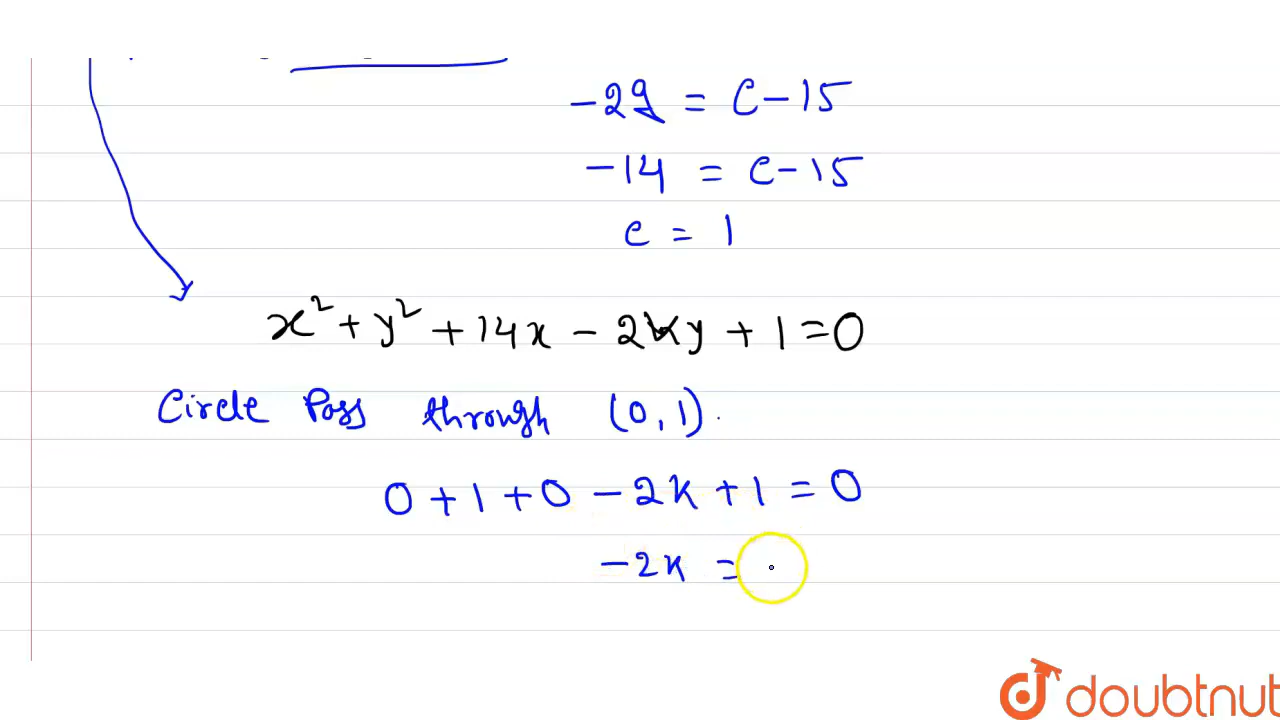 -2g = C-15
-14 = C-15
c = 1
x²+y²+14x-2ky+1=0
Circle Pass through (0,1).
0+1+0-2k+1=0
-2k =
doubtnut